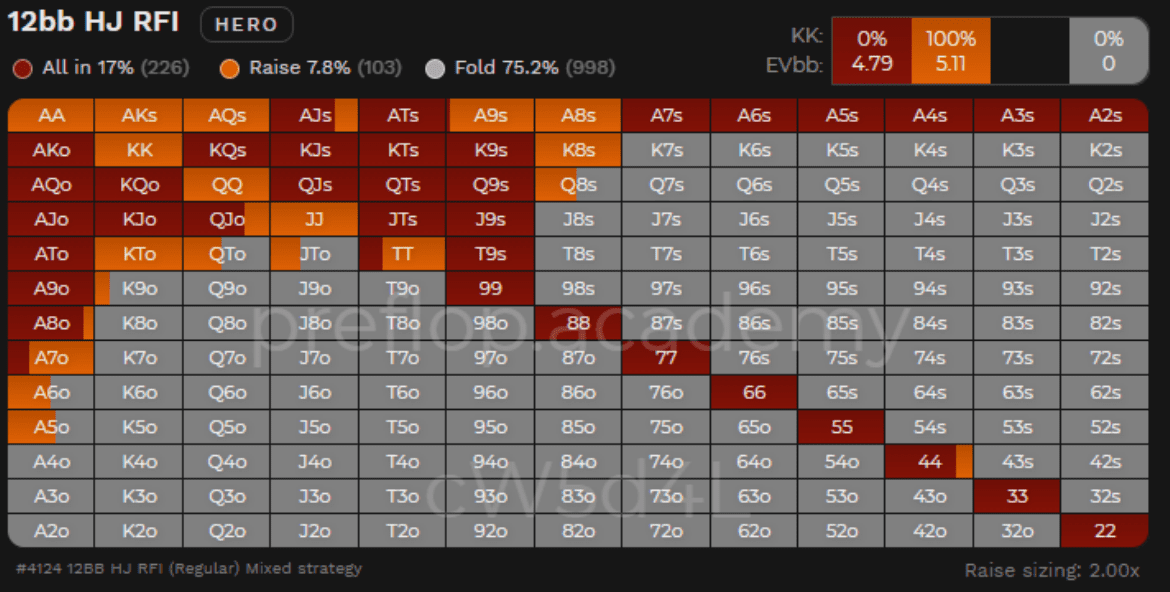 12bb HJ RFI HERO
KK: 0% 100% 0%
EVbb: 4.79 5.11 0
All in 17% (226) Raise 7.8% (103) Fold 75.2% (998)
AA AKs AQs AJs ATs A9s A8s A7s A6s A5s A4s A3s A2s
AKo KK KQs KJs KTs K9s K8s K7s K6s K5s K4s K3s K2s
AQo KQo QQ QJs QTs Q9s Q8s Q7s Q6s Q5s Q4s Q3s Q2s
AJo KJo QJo JJ JTs J9s J8s J7s J6s J5s J4s J3s J2s
ATo KTo QTo JTo TT T9s T8s T7s T6s T5s T4s T3s T2s
A9o K9o Q9o J9o T9o 99 98s 97s 96s 95s 94s 93s 92s
preflop.academy
A8o K8o Q8o J8o T8o 98o 88 87s 86s 85s 84s 83s 82s
A7o K7o Q7o J7o T7o 97o 87o 77 76s 75s 74s 73s 72s
A6o K6o Q6o J6o T6o 96o 86o 76o 66 65s 64s 63s 62s
A5o K5o Q5o J5o T5o 95o 85o 75o 65o 55 54s 53s 52s
A4o K4o Q4o J4o T4o 94o 84o 74o 64o 54o 44 43s 42s
cW5d4L
A3o K3o Q3o J3o T3o 93o 83o 73o 63o 53o 43o 33 32s
A2o K2o Q2o J2o T2o 92o 82o 72o 62o 52o 42o 32o 22
#4124 12BB HJ RFI (Regular) Mixed strategy
Raise sizing: 2.00x